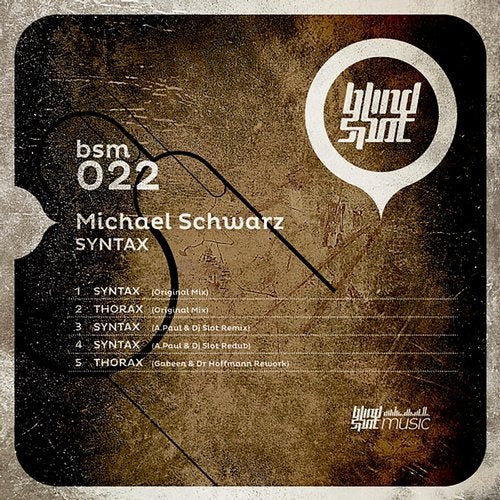 blind
spot
bsm
022
Michael Schwarz
SYNTAX
1 SYNTAX (Original Mix)
2 THORAX (Original Mix)
3 SYNTAX (A.Paul & Dj Slot Remix)
4 SYNTAX (A.Paul & Dj Slot Redub)
5 THORAX (Gabeen & Dr Hoffmann Rework)
blind
spot music